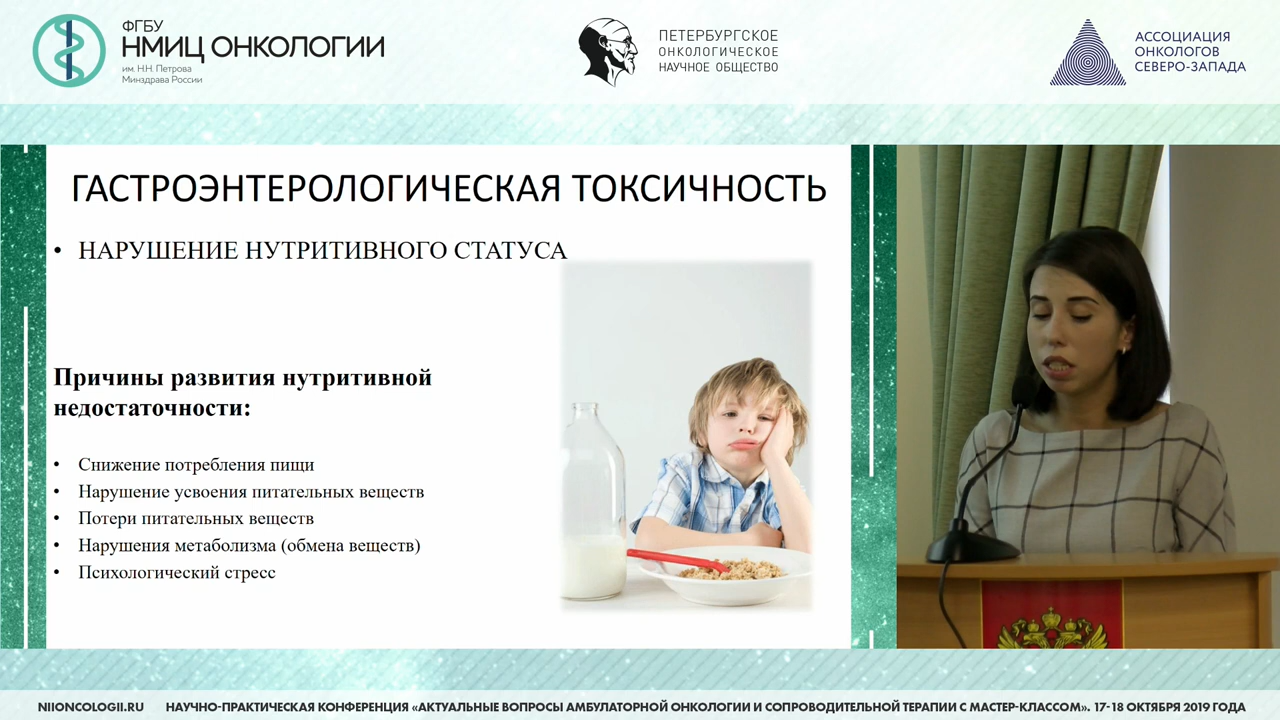 ФГБУ
НМИЦ ОНКОЛОГИИ
им. Н.Н. Петрова
Минздрава России
ПЕТЕРБУРГСКОЕ
ОНКОЛОГИЧЕСКОЕ
НАУЧНОЕ ОБЩЕСТВО
АССОЦИАЦИЯ
ОНКОЛОГОВ
СЕВЕРО-ЗАПАДА
ГАСТРОЭНТЕРОЛОГИЧЕСКАЯ ТОКСИЧНОСТЬ
• НАРУШЕНИЕ НУТРИТИВНОГО СТАТУСА
Причины развития нутритивной
недостаточности:
• Снижение потребления пищи
• Нарушение усвоения питательных веществ
• Потери питательных веществ
• Нарушения метаболизма (обмена веществ)
• Психологический стресс
NIIONCOLOGII.RU НАУЧНО-ПРАКТИЧЕСКАЯ КОНФЕРЕНЦИЯ «АКТУАЛЬНЫЕ ВОПРОСЫ АМБУЛАТОРНОЙ ОНКОЛОГИИ И СОПРОВОДИТЕЛЬНОЙ ТЕРАПИИ С МАСТЕР-КЛАССОМ». 17-18 ОКТЯБРЯ 2019 ГОДА